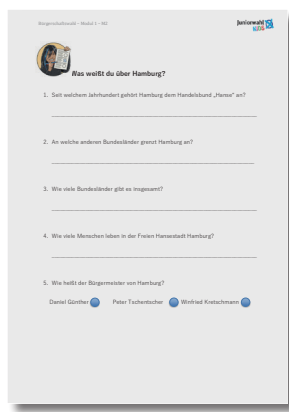 Bürgerschaftswahl – Modul 1 – M2
Juniorwahl
KIDS
Was weißt du über Hamburg?
1. Seit welchem Jahrhundert gehört Hamburg dem Handelsbund „Hanse" an?
2. An welche anderen Bundesländer grenzt Hamburg an?
3. Wie viele Bundesländer gibt es insgesamt?
4. Wie viele Menschen leben in der Freien Hansestadt Hamburg?
5. Wie heißt der Bürgermeister von Hamburg?
Daniel Günther Peter Tschentscher Winfried Kretschmann